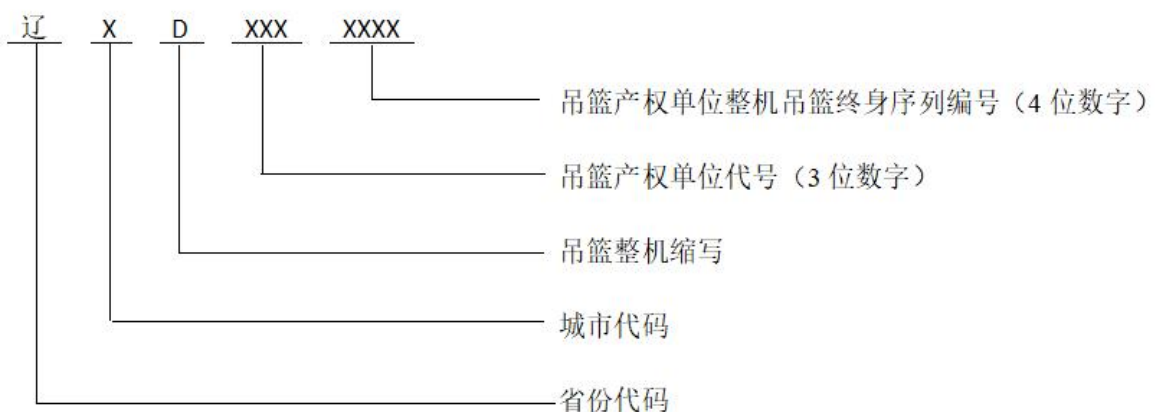 辽 X D XXX XXXX
吊篮产权单位整机吊篮终身序列编号（4 位数字）
吊篮产权单位代号（3 位数字）
吊篮整机缩写
城市代码
省份代码